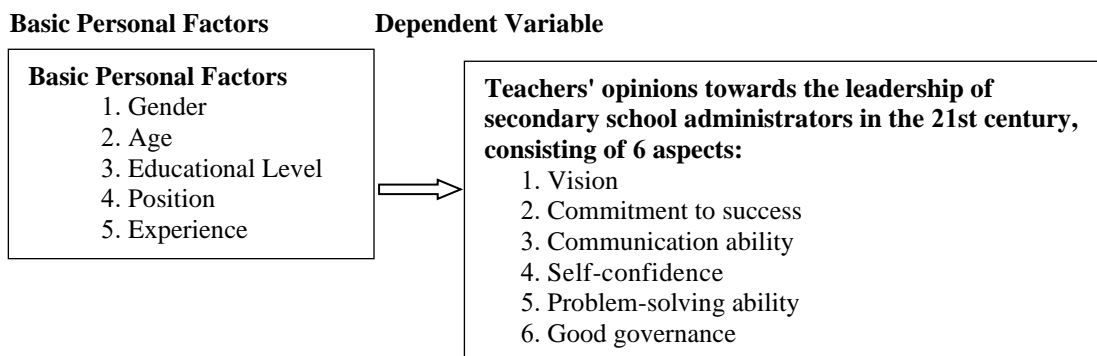 Basic Personal Factors
Dependent Variable
Basic Personal Factors
1. Gender
2. Age
3. Educational Level
4. Position
5. Experience
Teachers' opinions towards the leadership of
secondary school administrators in the 21st century,
consisting of 6 aspects:
1. Vision
2. Commitment to success
3. Communication ability
4. Self-confidence
5. Problem-solving ability
6. Good governance